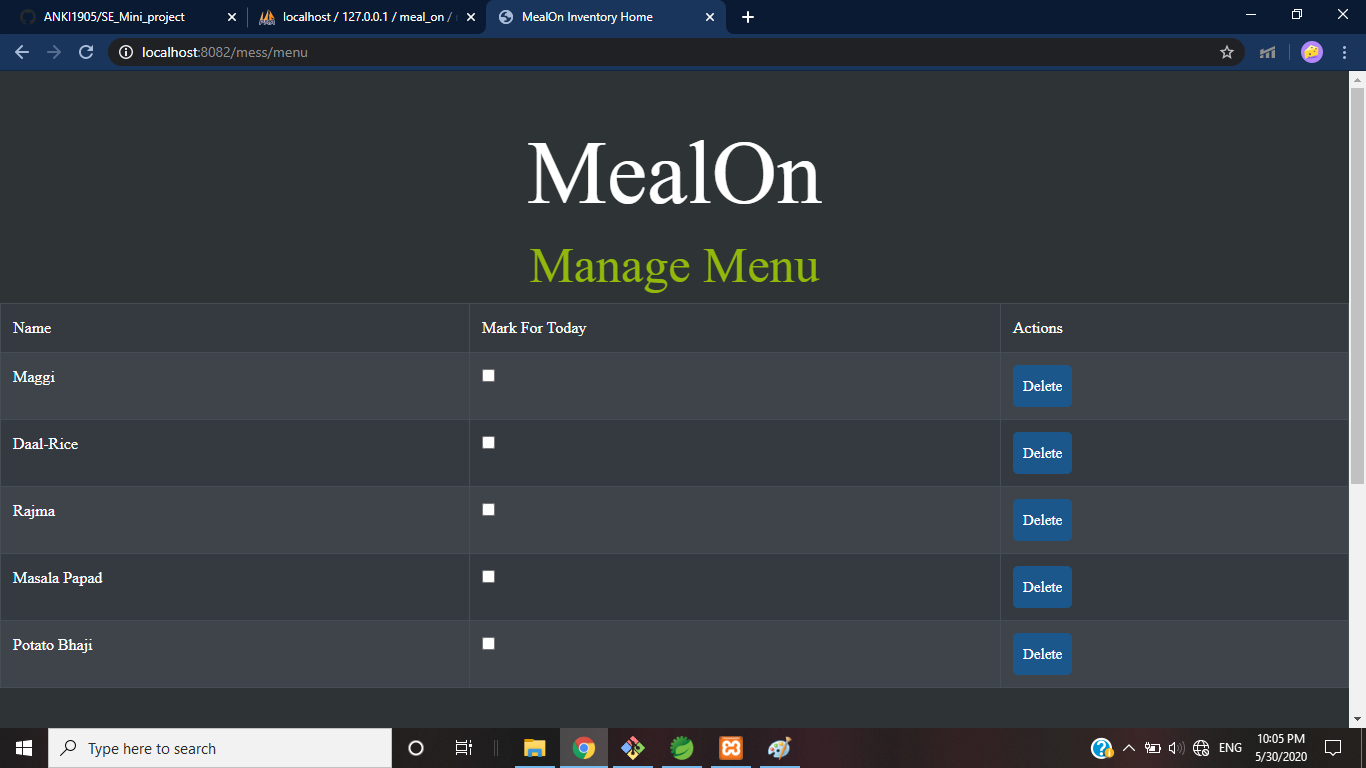 ANKI1905/SE_Mini_project
localhost / 127.0.0.1 / meal_on /
MealOn Inventory Home
localhost:8082/mess/menu
MealOn
Manage Menu
Name Mark For Today Actions
Maggi Delete
Daal-Rice Delete
Rajma Delete
Masala Papad Delete
Potato Bhaji Delete
Type here to search
ENG
10:05 PM
5/30/2020